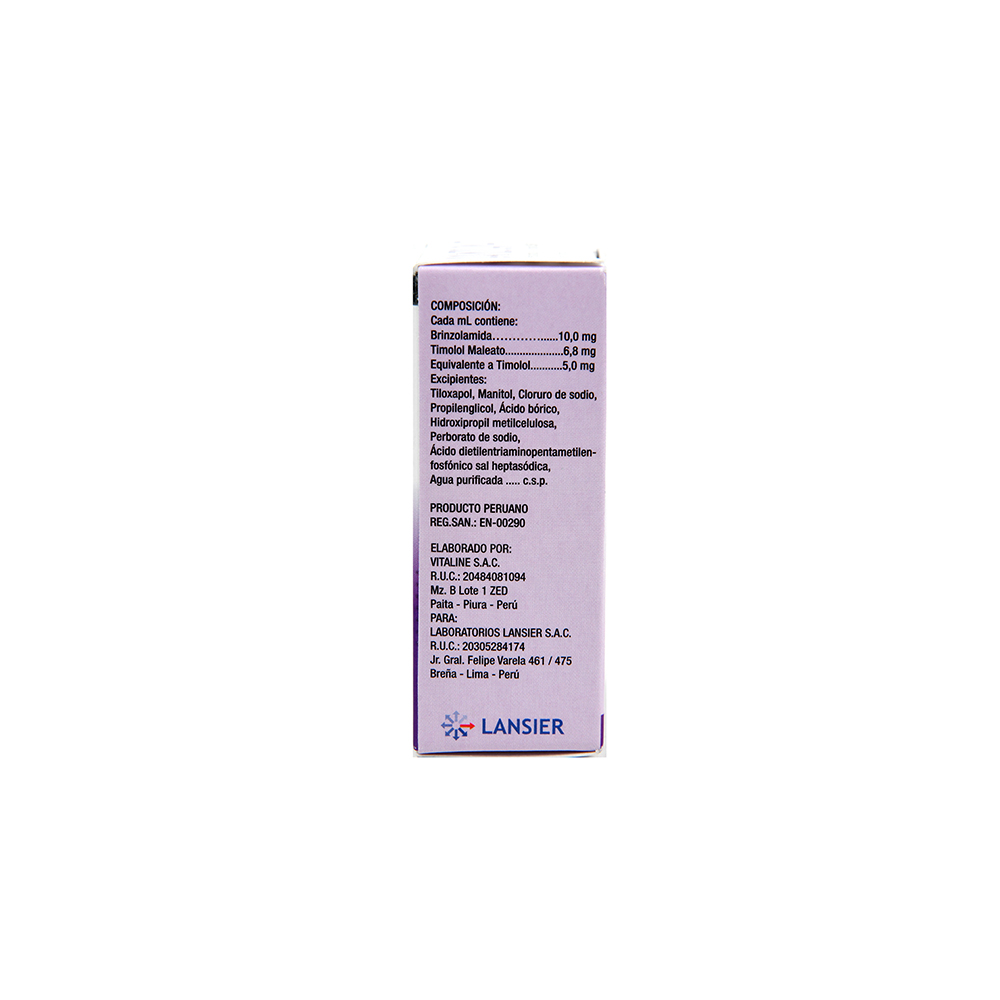 COMPOSICIÓN:
Cada mL contiene:
Brinzolamida.................10,0 mg
Timolol Maleato....................6,8 mg
Equivalente a Timolol...........5,0 mg
Excipientes:
Tiloxapol, Manitol, Cloruro de sodio,
Propilenglicol, Ácido bórico,
Hidroxipropil metilcelulosa,
Perborato de sodio,
Ácido dietilentriaminopentametilen-
fosfónico sal heptasódica,
Agua purificada ..... c.s.p.
PRODUCTO PERUANO
REG.SAN.: EN-00290
ELABORADO POR:
VITALINE S.A.C.
R.U.C.: 20484081094
Mz. B Lote 1 ZED
Paita - Piura - Perú
PARA:
LABORATORIOS LANSIER S.A.C.
R.U.C.: 20305284174
Jr. Gral. Felipe Varela 461 / 475
Breña - Lima - Perú
LANSIER